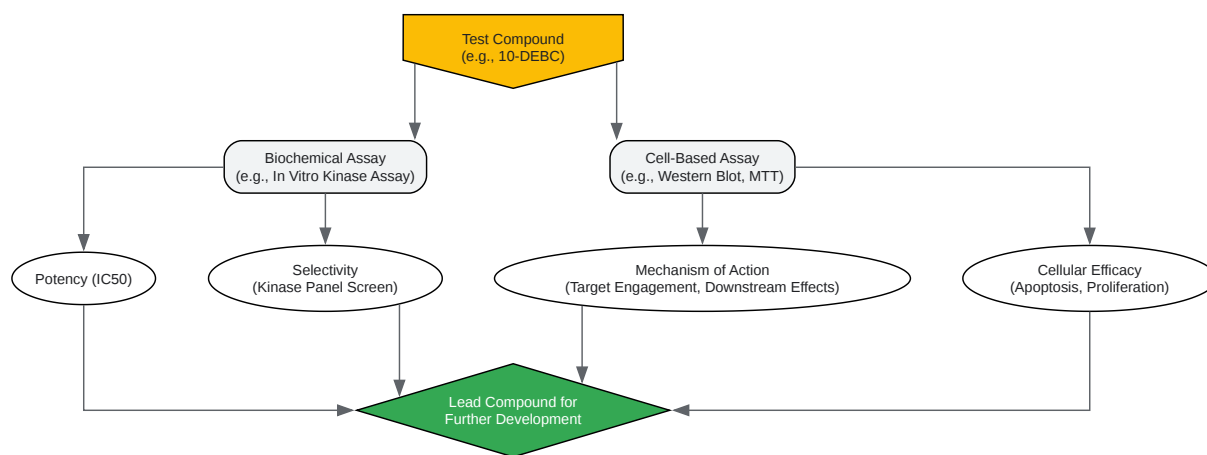 Test Compound
(e.g., 10-DEBC)
Biochemical Assay
(e.g., In Vitro Kinase Assay)
Cell-Based Assay
(e.g., Western Blot, MTT)
Potency (IC50)
Selectivity
(Kinase Panel Screen)
Mechanism of Action
(Target Engagement, Downstream Effects)
Cellular Efficacy
(Apoptosis, Proliferation)
Lead Compound for
Further Development